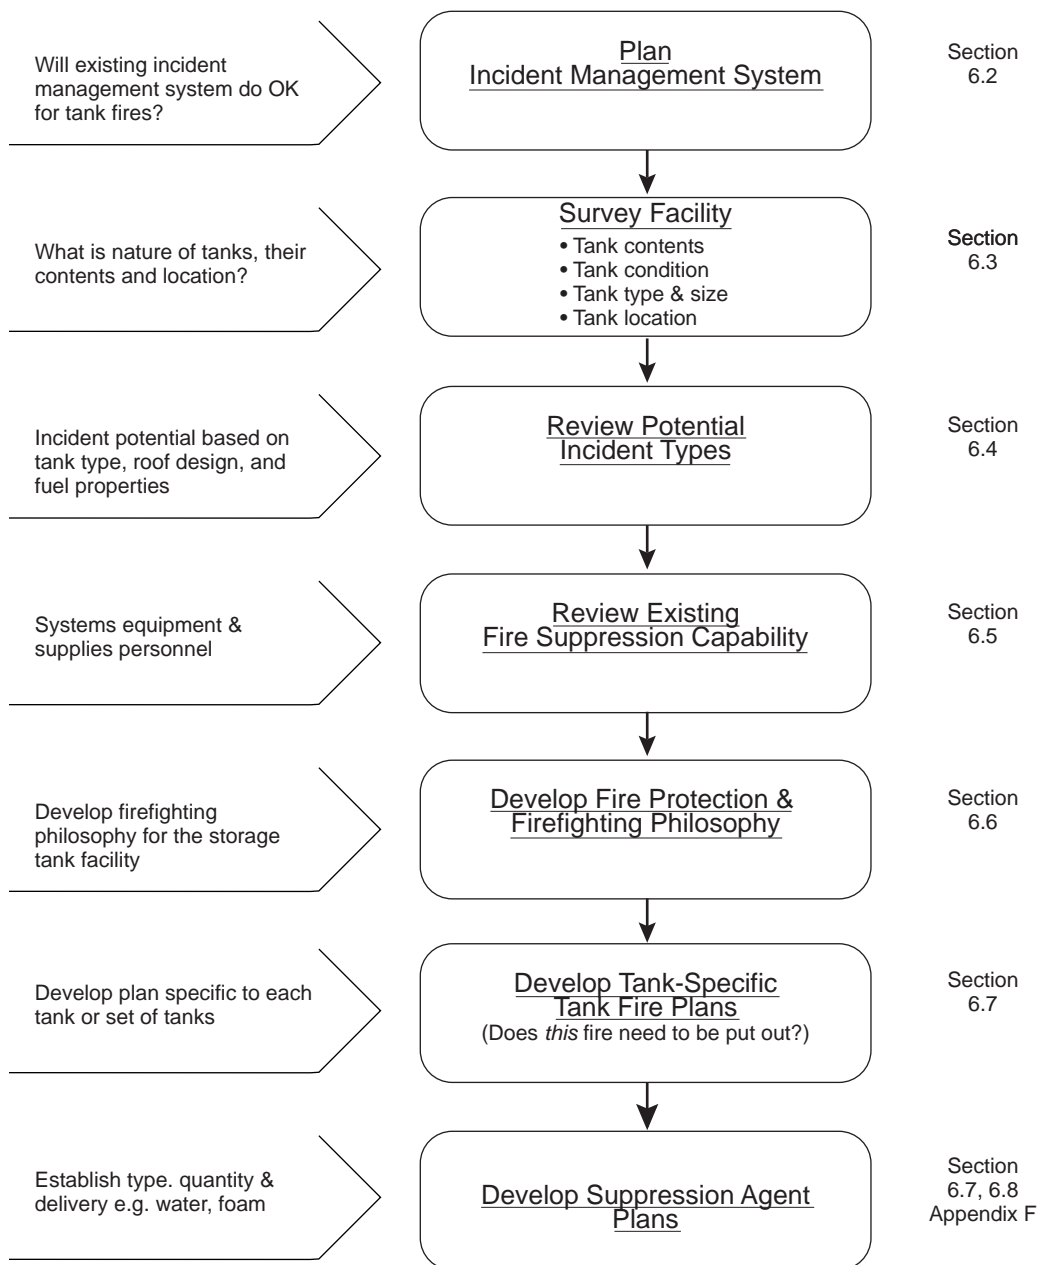 Will existing incident
management system do OK
for tank fires?
Plan
Incident Management System
Section
6.2
What is nature of tanks, their
contents and location?
Survey Facility
• Tank contents
• Tank condition
• Tank type & size
• Tank location
Section
6.3
Incident potential based on
tank type, roof design, and
fuel properties
Review Potential
Incident Types
Section
6.4
Systems equipment &
supplies personnel
Review Existing
Fire Suppression Capability
Section
6.5
Develop firefighting
philosophy for the storage
tank facility
Develop Fire Protection &
Firefighting Philosophy
Section
6.6
Develop plan specific to each
tank or set of tanks
Develop Tank-Specific
Tank Fire Plans
(Does this fire need to be put out?)
Section
6.7
Establish type. quantity &
delivery e.g. water, foam
Develop Suppression Agent
Plans
Section
6.7, 6.8
Appendix F